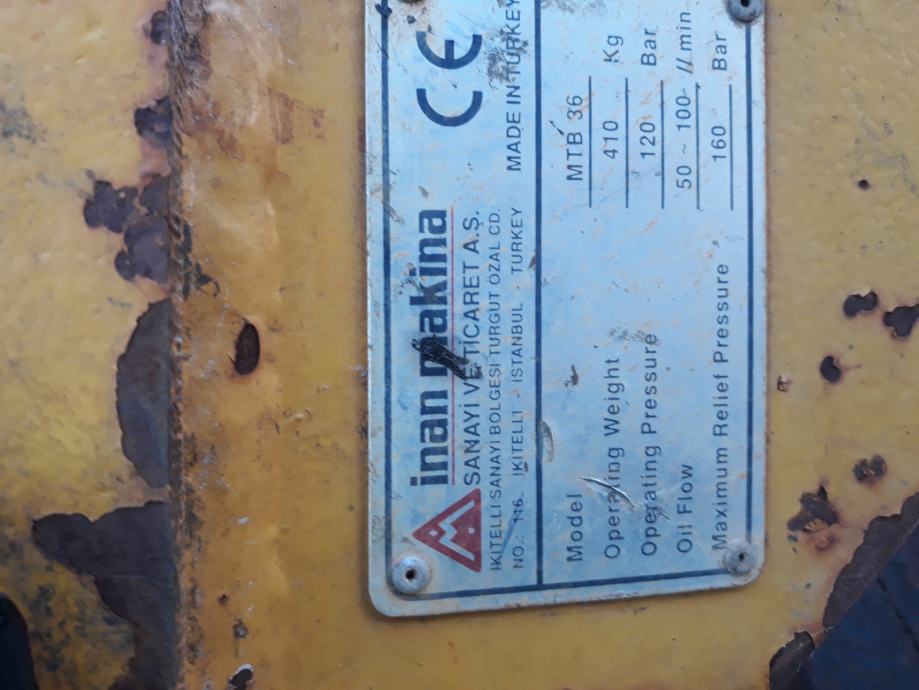 inan makina
SANAYİ VE TİCARET A.Ş.
İKİTELLİ SANAYİ BÖLGESİ TURGUT ÖZAL CD.
NO.: 116 İKİTELLİ - İSTANBUL - TURKEY
CE
MADE IN TURKEY
Model MTB 36
Operating Weight 410 Kg
Operating Pressure 120 Bar
Oil Flow 50 ~ 100 l/min
Maximum Relief Pressure 160 Bar